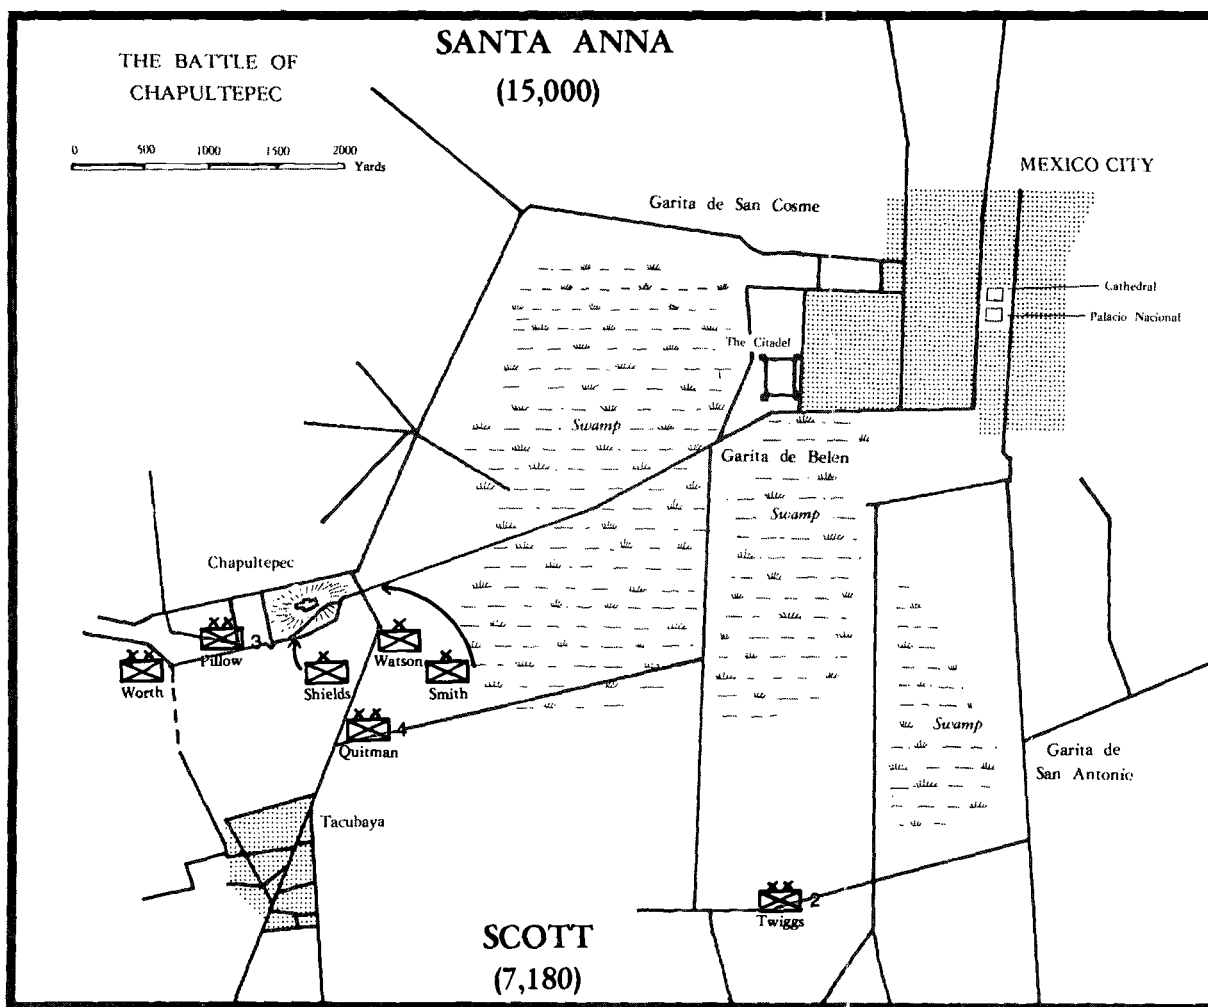 SANTA ANNA
(15,000)
THE BATTLE OF
CHAPULTEPEC
0 500 1000 1500 2000
Yards
MEXICO CITY
Garita de San Cosme
Cathedral
Palacio Nacional
The Citadel
Swamp
Garita de Belen
Swamp
Chapultepec
Pillow
3
Worth
Shields
Watson
Smith
Quitman
4
Swamp
Garita de
San Antonio
Tacubaya
Twiggs
2
SCOTT
(7,180)